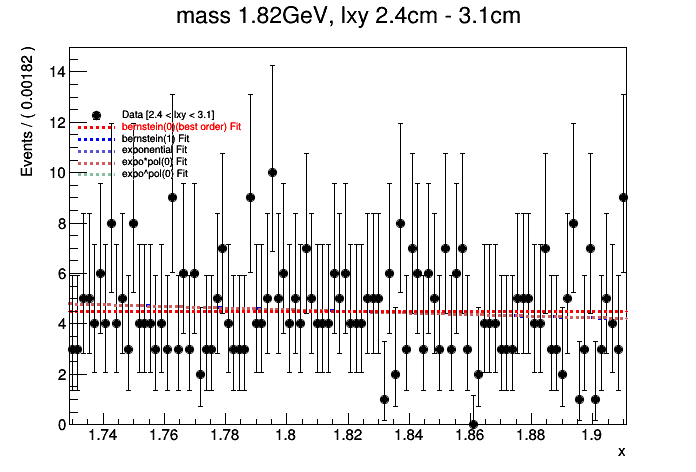 mass 1.82GeV, lxy 2.4cm - 3.1cm
Events / ( 0.00182 )
14
12
10
8
6
4
2
0
Data [2.4 < lxy < 3.1]
bernstein(0)(best order) Fit
bernstein(1) Fit
exponential Fit
expo*pol(0) Fit
expo^pol(0) Fit
1.74 1.76 1.78 1.8 1.82 1.84 1.86 1.88 1.9
x